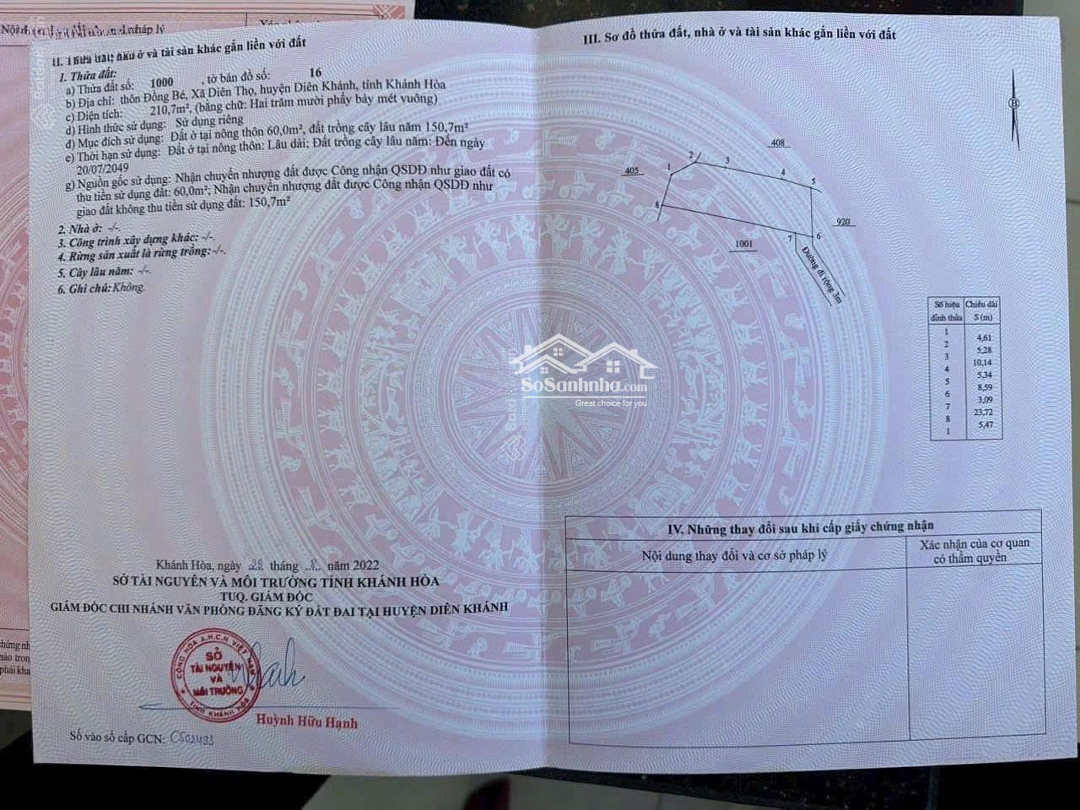 II. Thửa đất, nhà ở và tài sản khác gắn liền với đất
1. Thửa đất:
a) Thửa đất số: 1000 , tờ bản đồ số: 16
b) Địa chỉ: thôn Đồng Bé, Xã Diên Thọ, huyện Diên Khánh, tỉnh Khánh Hòa
c) Diện tích: 210,7m², (bằng chữ: Hai trăm mười phẩy bảy mét vuông)
d) Hình thức sử dụng: Sử dụng riêng
đ) Mục đích sử dụng: Đất ở tại nông thôn 60,0m², đất trồng cây lâu năm 150,7m²
e) Thời hạn sử dụng: Đất ở tại nông thôn: Lâu dài; Đất trồng cây lâu năm: Đến ngày
20/07/2049
g) Nguồn gốc sử dụng: Nhận chuyển nhượng đất được Công nhận QSDĐ như giao đất có
thu tiền sử dụng đất: 60,0m²; Nhận chuyển nhượng đất được Công nhận QSDĐ như
giao đất không thu tiền sử dụng đất: 150,7m²
2. Nhà ở: -/-.
3. Công trình xây dựng khác: -/-.
4. Rừng sản xuất là rừng trồng: -/-.
5. Cây lâu năm: -/-.
6. Ghi chú: Không.
Khánh Hòa, ngày tháng năm 2022
SỞ TÀI NGUYÊN VÀ MÔI TRƯỜNG TỈNH KHÁNH HÒA
TUQ. GIÁM ĐỐC
GIÁM ĐỐC CHI NHÁNH VĂN PHÒNG ĐĂNG KÝ ĐẤT ĐAI TẠI HUYỆN DIÊN KHÁNH
CỘNG HÒA X.H.C.N VIỆT NAM
SỞ
TÀI NGUYÊN
VÀ
MÔI TRƯỜNG
TỈNH KHÁNH HÒA
Huỳnh Hữu Hạnh
Số vào sổ cấp GCN:
III. Sơ đồ thửa đất, nhà ở và tài sản khác gắn liền với đất
408
405
1
2
3
4
5
8
920
7
6
1001
Đường đi rộng 3m
Số hiệu Chiều dài
đỉnh thửa S (m)
1
4,61
2
5,28
3
10,14
4
5,34
5
8,59
6
3,09
7
23,72
8
5,47
1
SoSanhnha.com
Great choice for you
IV. Những thay đổi sau khi cấp giấy chứng nhận
Nội dung thay đổi và cơ sở pháp lý
Xác nhận của cơ quan
có thẩm quyền